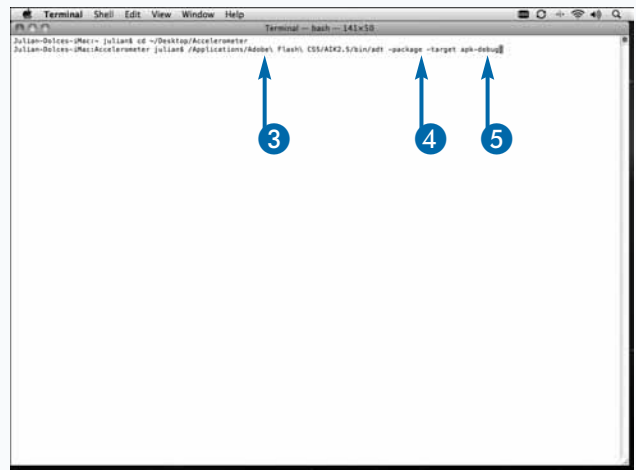 Terminal Shell Edit View Window Help
Terminal — bash — 141×50
Julian-Dolces-iMac:~ julian$ cd ~/Desktop/Accelerometer
Julian-Dolces-iMac:Accelerometer julian$ /Applications/Adobe\ Flash\ CS5/AIK2.5/bin/adt -package -target apk-debug
3 4 5